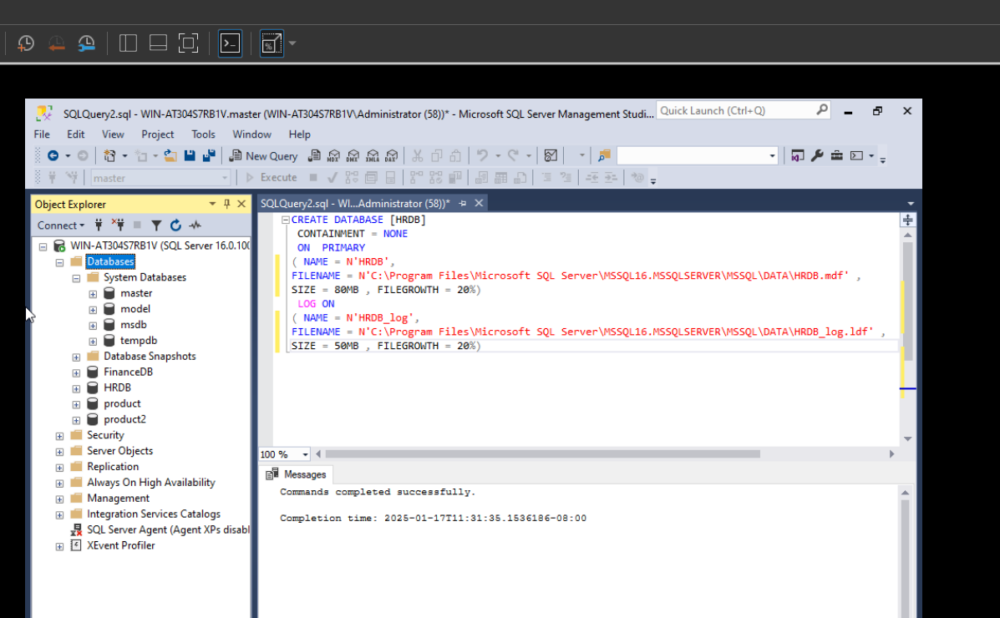 SQLQuery2.sql - WIN-AT304S7RB1V.master (WIN-AT304S7RB1V\Administrator (58))* - Microsoft SQL Server Management Studi...
Quick Launch (Ctrl+Q)
File Edit View Project Tools Window Help
New Query MDX DMX XMLA DAX
master Execute
Object Explorer
SQLQuery2.sql - WI...Administrator (58))*
Connect
WIN-AT304S7RB1V (SQL Server 16.0.100
Databases
System Databases
master
model
msdb
tempdb
Database Snapshots
FinanceDB
HRDB
product
product2
Security
Server Objects
Replication
Always On High Availability
Management
Integration Services Catalogs
SQL Server Agent (Agent XPs disabl
XEvent Profiler
CREATE DATABASE [HRDB]
CONTAINMENT = NONE
ON PRIMARY
( NAME = N'HRDB',
FILENAME = N'C:\Program Files\Microsoft SQL Server\MSSQL16.MSSQLSERVER\MSSQL\DATA\HRDB.mdf' ,
SIZE = 80MB , FILEGROWTH = 20%)
LOG ON
( NAME = N'HRDB_log',
FILENAME = N'C:\Program Files\Microsoft SQL Server\MSSQL16.MSSQLSERVER\MSSQL\DATA\HRDB_log.ldf' ,
SIZE = 50MB , FILEGROWTH = 20%)
100 %
Messages
Commands completed successfully.
Completion time: 2025-01-17T11:31:35.1536186-08:00